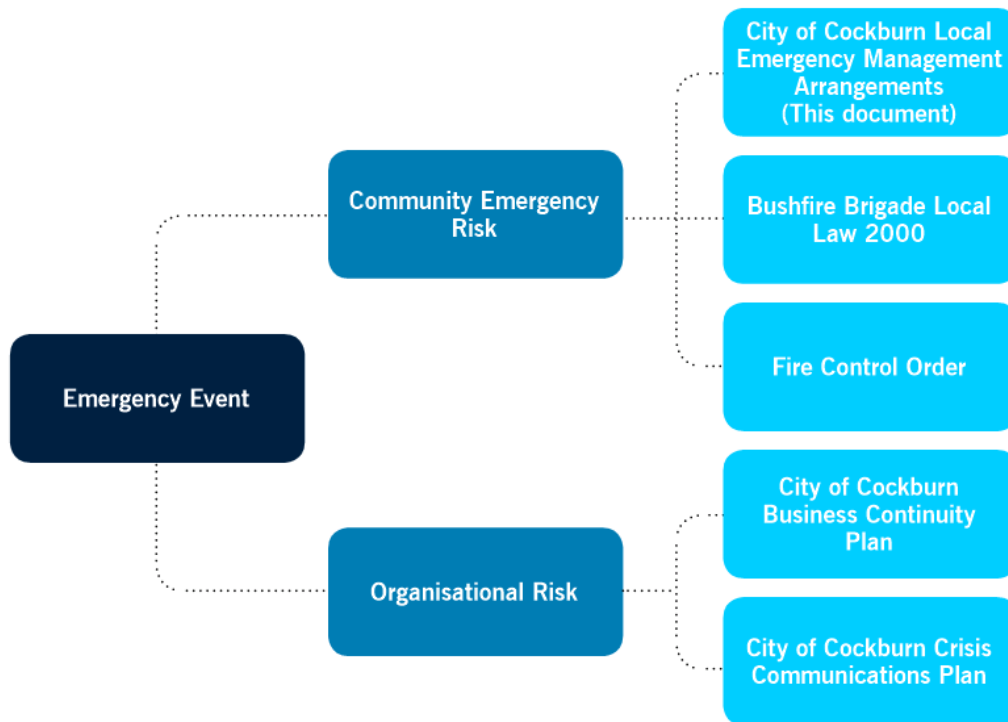 City of Cockburn Local
Emergency Management
Arrangements
(This document)
Community Emergency
Risk
Bushfire Brigade Local
Law 2000
Fire Control Order
Emergency Event
City of Cockburn
Business Continuity
Plan
Organisational Risk
City of Cockburn Crisis
Communications Plan